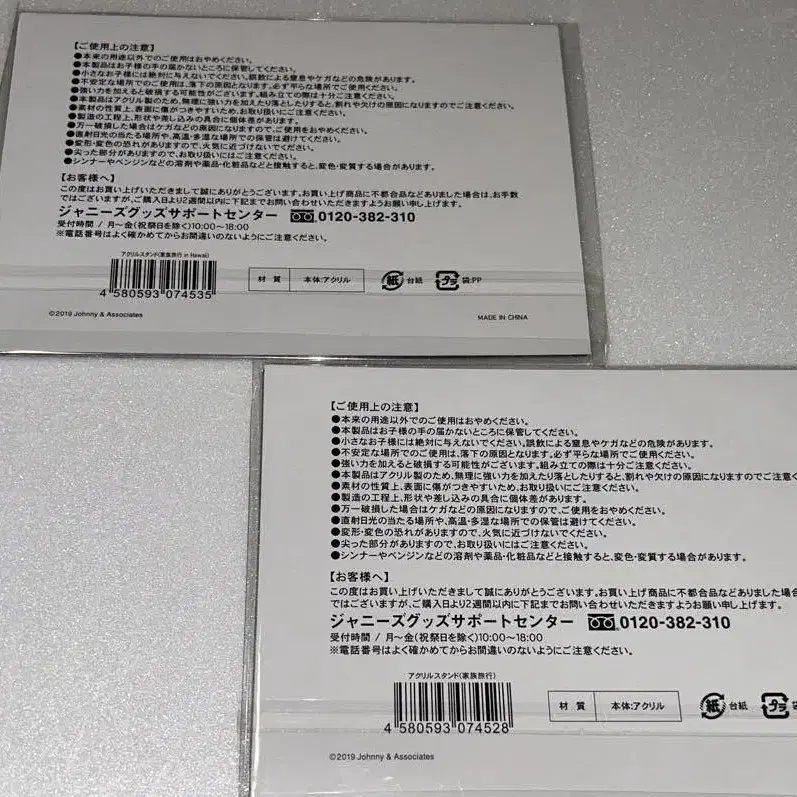 【ご使用上の注意】
●本来の用途以外でのご使用はおやめください。
●本製品はお子様の手の届かないところに保管してください。
●小さなお子様には絶対に与えないでください。誤飲による窒息やケガなどの危険があります。
●不安定な場所でのご使用は、落下の原因となります。必ず平らな場所でご使用ください。
●強い力を加えると破損する可能性がございます。組み立ての際は十分ご注意ください。
●本製品はアクリル製のため、無理に強い力を加えたり落としたりすると、割れや欠けの原因になりますのでご注意ください。
●素材の性質上、表面に傷がつきやすいため、お取り扱いにご注意ください。
●製造の工程上、形状や差し込みの具合に個体差があります。
●万一破損した場合はケガなどの原因になりますので、ご使用をおやめください。
●直射日光の当たる場所や、高温・多湿な場所での保管は避けてください。
●変形・変色の恐れがありますので、火気に近づけないでください。
●尖った部分がありますので、お取り扱いにはご注意ください。
●シンナーやベンジンなどの溶剤や薬品・化粧品などと接触すると、変色・変質する場合があります。
【お客様へ】
この度はお買い上げいただきまして誠にありがとうございます。お買い上げ商品に不都合品などありました場合は、お手数
ではございますが、ご購入日より2週間以内に下記までお問い合わせいただきますようお願い申し上げます。
ジャニーズグッズサポートセンター 0120-382-310
受付時間 / 月～金(祝祭日を除く)10:00～18:00
※電話番号はよく確かめてからお間違いのないようにご注意ください。
アクリルスタンド(家族旅行 in Hawaii)
4 580593 074535
材 質 本体:アクリル 紙 台紙 プラ 袋:PP
©2019 Johnny & Associates MADE IN CHINA
【ご使用上の注意】
●本来の用途以外でのご使用はおやめください。
●本製品はお子様の手の届かないところに保管してください。
●小さなお子様には絶対に与えないでください。誤飲による窒息やケガなどの危険があります。
●不安定な場所でのご使用は、落下の原因となります。必ず平らな場所でご使用ください。
●強い力を加えると破損する可能性がございます。組み立ての際は十分ご注意ください。
●本製品はアクリル製のため、無理に強い力を加えたり落としたりすると、割れや欠けの原因になりますのでご注意く
●素材の性質上、表面に傷がつきやすいため、お取り扱いにご注意ください。
●製造の工程上、形状や差し込みの具合に個体差があります。
●万一破損した場合はケガなどの原因になりますので、ご使用をおやめください。
●直射日光の当たる場所や、高温・多湿な場所での保管は避けてください。
●変形・変色の恐れがありますので、火気に近づけないでください。
●尖った部分がありますので、お取り扱いにはご注意ください。
●シンナーやベンジンなどの溶剤や薬品・化粧品などと接触すると、変色・変質する場合があります。
【お客様へ】
この度はお買い上げいただきまして誠にありがとうございます。お買い上げ商品に不都合品などありました場合
ではございますが、ご購入日より2週間以内に下記までお問い合わせいただきますようお願い申し上げます。
ジャニーズグッズサポートセンター 0120-382-310
受付時間 / 月～金(祝祭日を除く)10:00～18:00
※電話番号はよく確かめてからお間違いのないようにご注意ください。
アクリルスタンド(家族旅行)
4 580593 074528
材 質 本体:アクリル 紙 台紙 プラ
©2019 Johnny & Associates